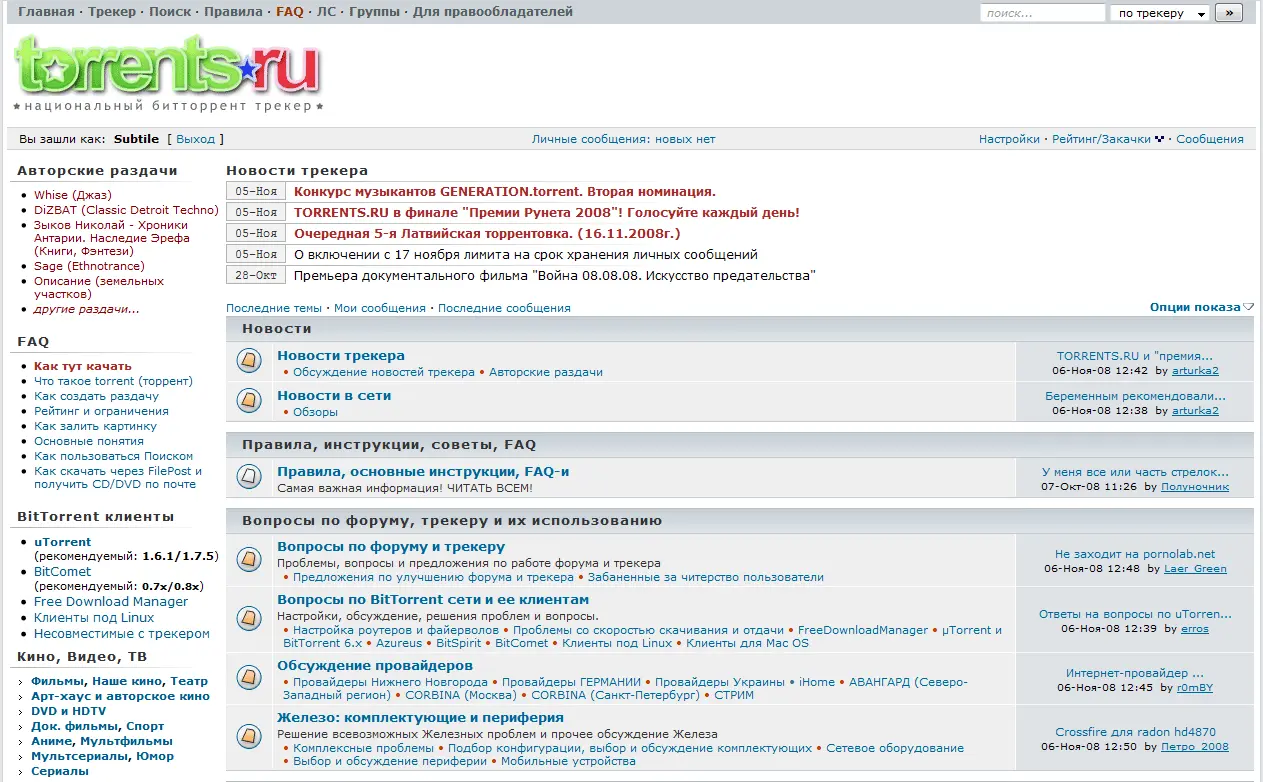 Главная · Трекер · Поиск · Правила · FAQ · ЛС · Группы · Для правообладателей
поиск...
по трекеру
»
torrents.ru
национальный битторрент трекер
Вы зашли как: Subtile [ Выход ]
Личные сообщения: новых нет
Настройки · Рейтинг/Закачки · Сообщения
Авторские раздачи
Whise (Джаз)
DiZBAT (Classic Detroit Techno)
Зыков Николай - Хроники
Антарии. Наследие Эрефа
(Книги, Фэнтези)
Sage (Ethnotrance)
Описание (земельных
участков)
другие раздачи...
FAQ
Как тут качать
Что такое torrent (торрент)
Как создать раздачу
Рейтинг и ограничения
Как залить картинку
Основные понятия
Как пользоваться Поиском
Как скачать через FilePost и
получить CD/DVD по почте
BitTorrent клиенты
uTorrent
(рекомендуемый: 1.6.1/1.7.5)
BitComet
(рекомендуемый: 0.7x/0.8x)
Free Download Manager
Клиенты под Linux
Несовместимые с трекером
Кино, Видео, ТВ
Фильмы, Наше кино, Театр
Арт-хаус и авторское кино
DVD и HDTV
Док. фильмы, Спорт
Аниме, Мультфильмы
Мультсериалы, Юмор
Сериалы
Новости трекера
05-Ноя Конкурс музыкантов GENERATION.torrent. Вторая номинация.
05-Ноя TORRENTS.RU в финале "Премии Рунета 2008"! Голосуйте каждый день!
05-Ноя Очередная 5-я Латвийская торрентовка. (16.11.2008г.)
05-Ноя О включении с 17 ноября лимита на срок хранения личных сообщений
28-Окт Премьера документального фильма "Война 08.08.08. Искусство предательства"
Последние темы · Мои сообщения · Последние сообщения
Опции показа
Новости
Новости трекера
• Обсуждение новостей трекера • Авторские раздачи
TORRENTS.RU и "премия...
06-Ноя-08 12:42 by arturka2
Новости в сети
• Обзоры
Беременным рекомендовали...
06-Ноя-08 12:38 by arturka2
Правила, инструкции, советы, FAQ
Правила, основные инструкции, FAQ-и
Самая важная информация! ЧИТАТЬ ВСЕМ!
У меня все или часть стрелок...
07-Окт-08 11:26 by Полуночник
Вопросы по форуму, трекеру и их использованию
Вопросы по форуму и трекеру
Проблемы, вопросы и предложения по работе форума и трекера
• Предложения по улучшению форума и трекера • Забаненные за читерство пользователи
Не заходит на pornolab.net
06-Ноя-08 12:48 by Laer_Green
Вопросы по BitTorrent сети и ее клиентам
Настройки, обсуждение, решения проблем и вопросы.
• Настройка роутеров и файерволов • Проблемы со скоростью скачивания и отдачи • FreeDownloadManager • µTorrent и
BitTorrent 6.x • Azureus • BitSpirit • BitComet • Клиенты под Linux • Клиенты для Mac OS
Ответы на вопросы по uTorren...
06-Ноя-08 12:39 by erros
Обсуждение провайдеров
• Провайдеры Нижнего Новгорода • Провайдеры ГЕРМАНИИ • Провайдеры Украины • iHome • АВАНГАРД (Северо-
Западный регион) • CORBINA (Москва) • CORBINA (Санкт-Петербург) • СТРИМ
Интернет-провайдер ...
06-Ноя-08 12:45 by r0mBY
Железо: комплектующие и периферия
Решение всевозможных Железных проблем и прочее обсуждение Железа
• Комплексные проблемы • Подбор конфигурации, выбор и обсуждение комплектующих • Сетевое оборудование
• Выбор и обсуждение периферии • Мобильные устройства
Crossfire для radon hd4870
06-Ноя-08 12:50 by Петро_2008